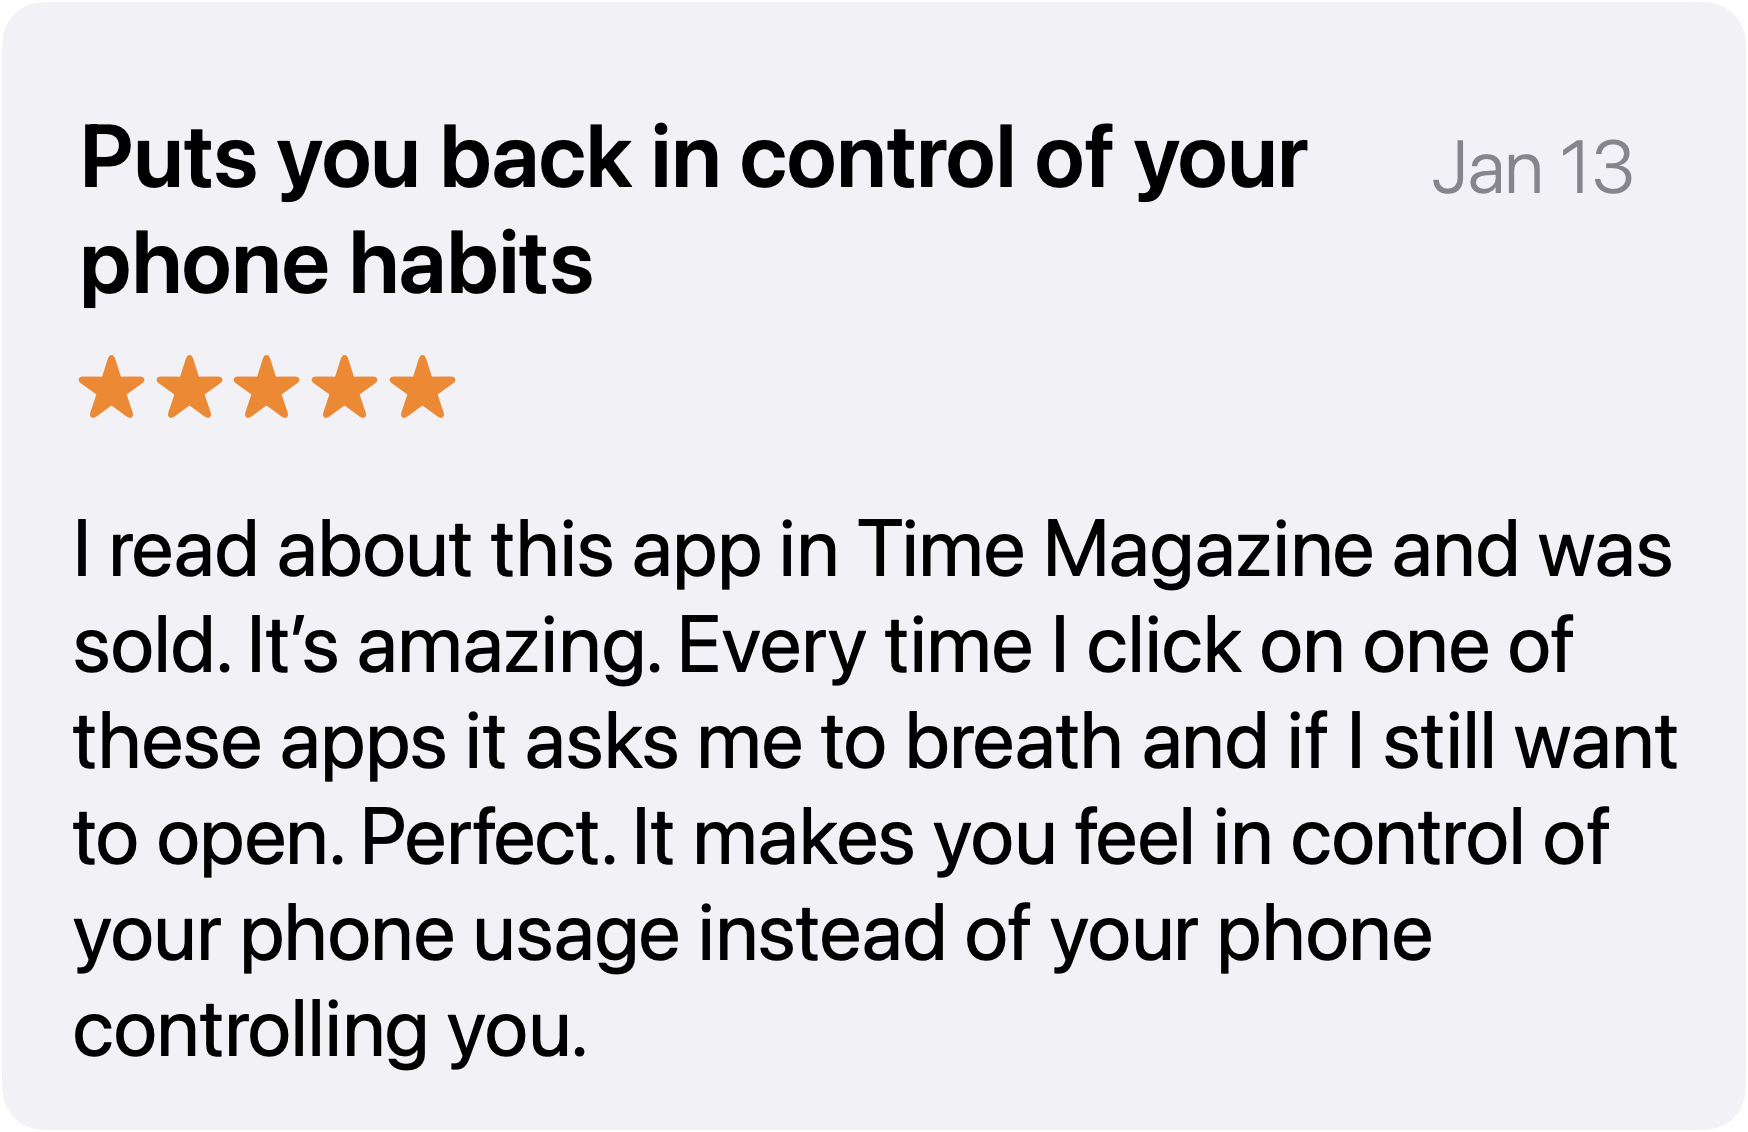 Puts you back in control of your
phone habits
Jan 13
I read about this app in Time Magazine and was
sold. It’s amazing. Every time I click on one of
these apps it asks me to breath and if I still want
to open. Perfect. It makes you feel in control of
your phone usage instead of your phone
controlling you.